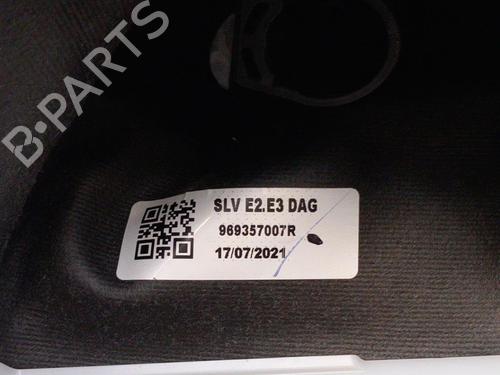 B-PARTS
SLV E2.E3 DAG
969357007R
17/07/2021